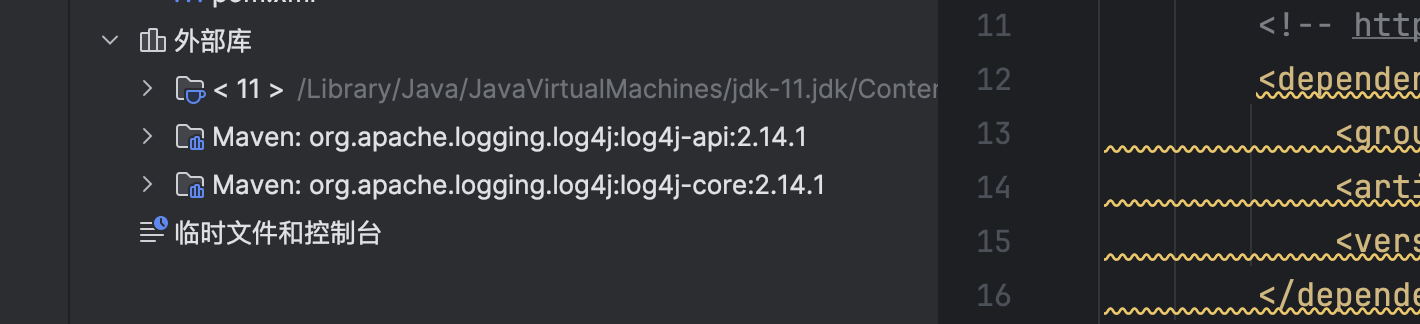 pom.xml
外部库
< 11 > /Library/Java/JavaVirtualMachines/jdk-11.jdk/Conter
Maven: org.apache.logging.log4j:log4j-api:2.14.1
Maven: org.apache.logging.log4j:log4j-core:2.14.1
临时文件和控制台
11 <!-- http
12 <depender
13 <grou
14 <arti
15 <vers
16 </depende